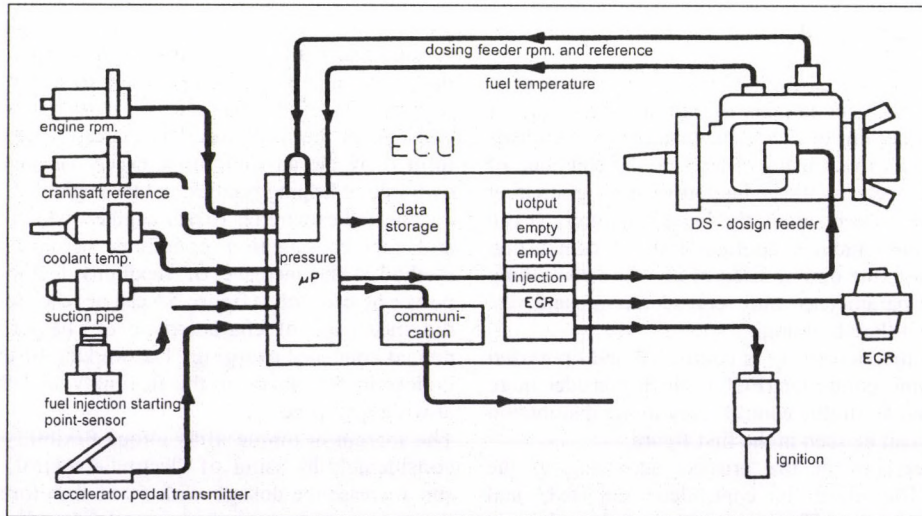 dosing feeder rpm. and reference
fuel temperature
engine rpm.
ECU
crankshaft reference
data
storage
uotput
empty
empty
injection
EGR
DS - dosign feeder
coolant temp.
pressure
µP
suction pipe
communi-
cation
fuel injection starting
point-sensor
EGR
ignition
accelerator pedal transmitter